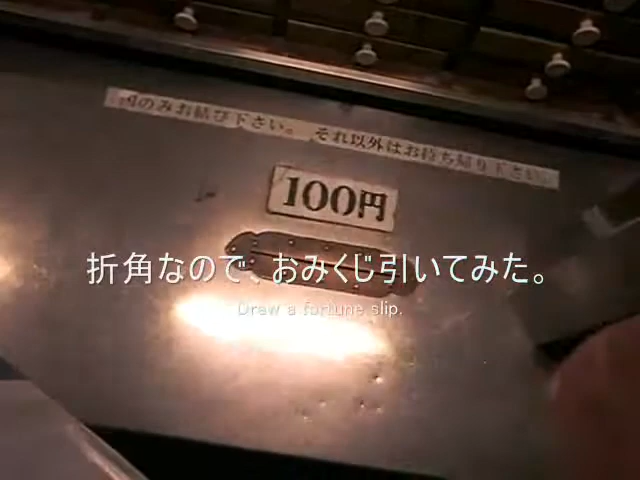 凶のみお結び下さい。 それ以外はお持ち帰り下さい。
100円
折角なので、おみくじ引いてみた。
Draw a fortune slip.